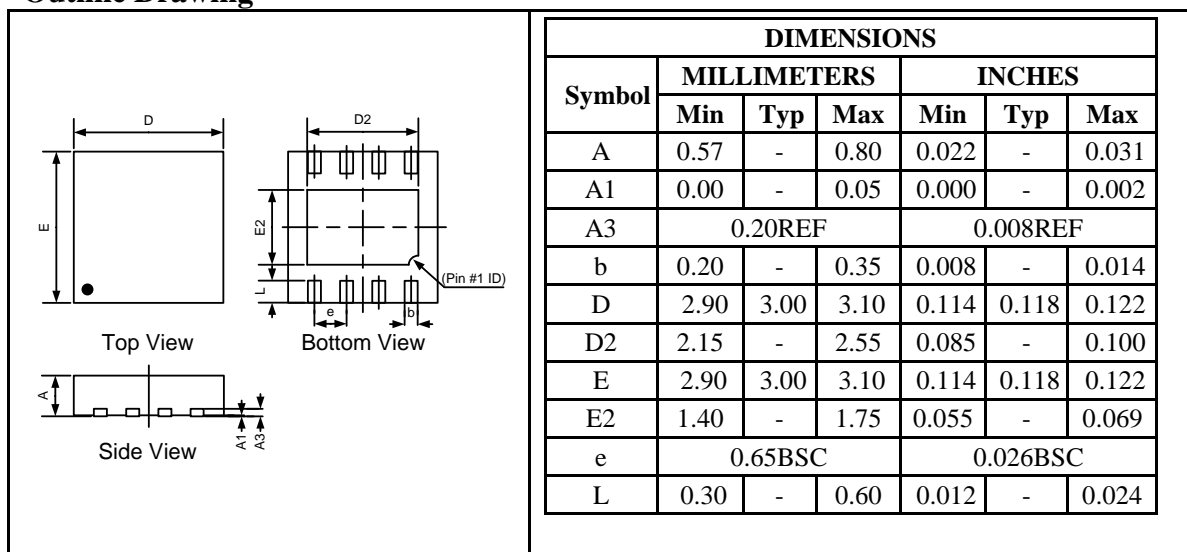 D
D2
E
E2
L
(Pin #1 ID)
e
b
Top View
Bottom View
A
A1
A3
Side View
DIMENSIONS
Symbol MILLIMETERS INCHES
Min Typ Max Min Typ Max
A 0.57 - 0.80 0.022 - 0.031
A1 0.00 - 0.05 0.000 - 0.002
A3 0.20REF 0.008REF
b 0.20 - 0.35 0.008 - 0.014
D 2.90 3.00 3.10 0.114 0.118 0.122
D2 2.15 - 2.55 0.085 - 0.100
E 2.90 3.00 3.10 0.114 0.118 0.122
E2 1.40 - 1.75 0.055 - 0.069
e 0.65BSC 0.026BSC
L 0.30 - 0.60 0.012 - 0.024